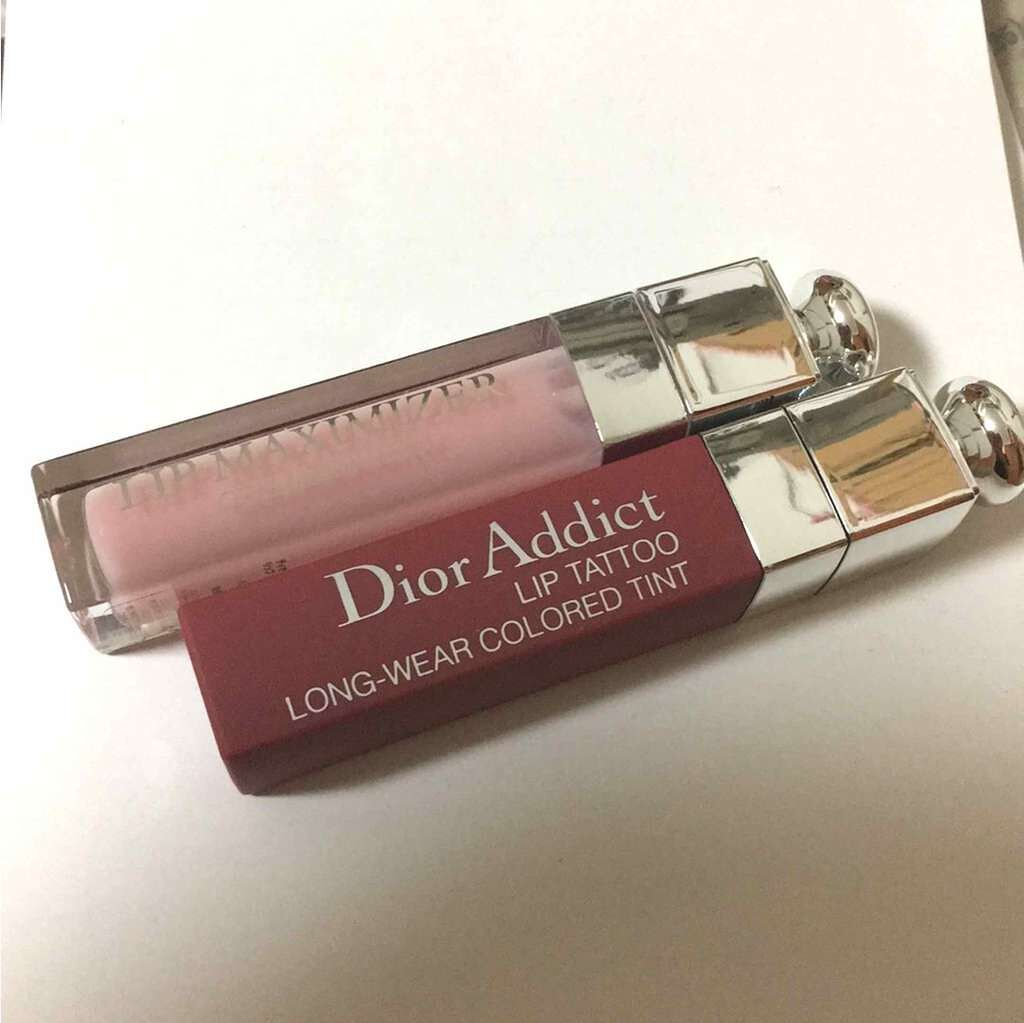 LIP MAXIMIZER
Dior Addict
LIP TATTOO
LONG-WEAR COLORED TINT